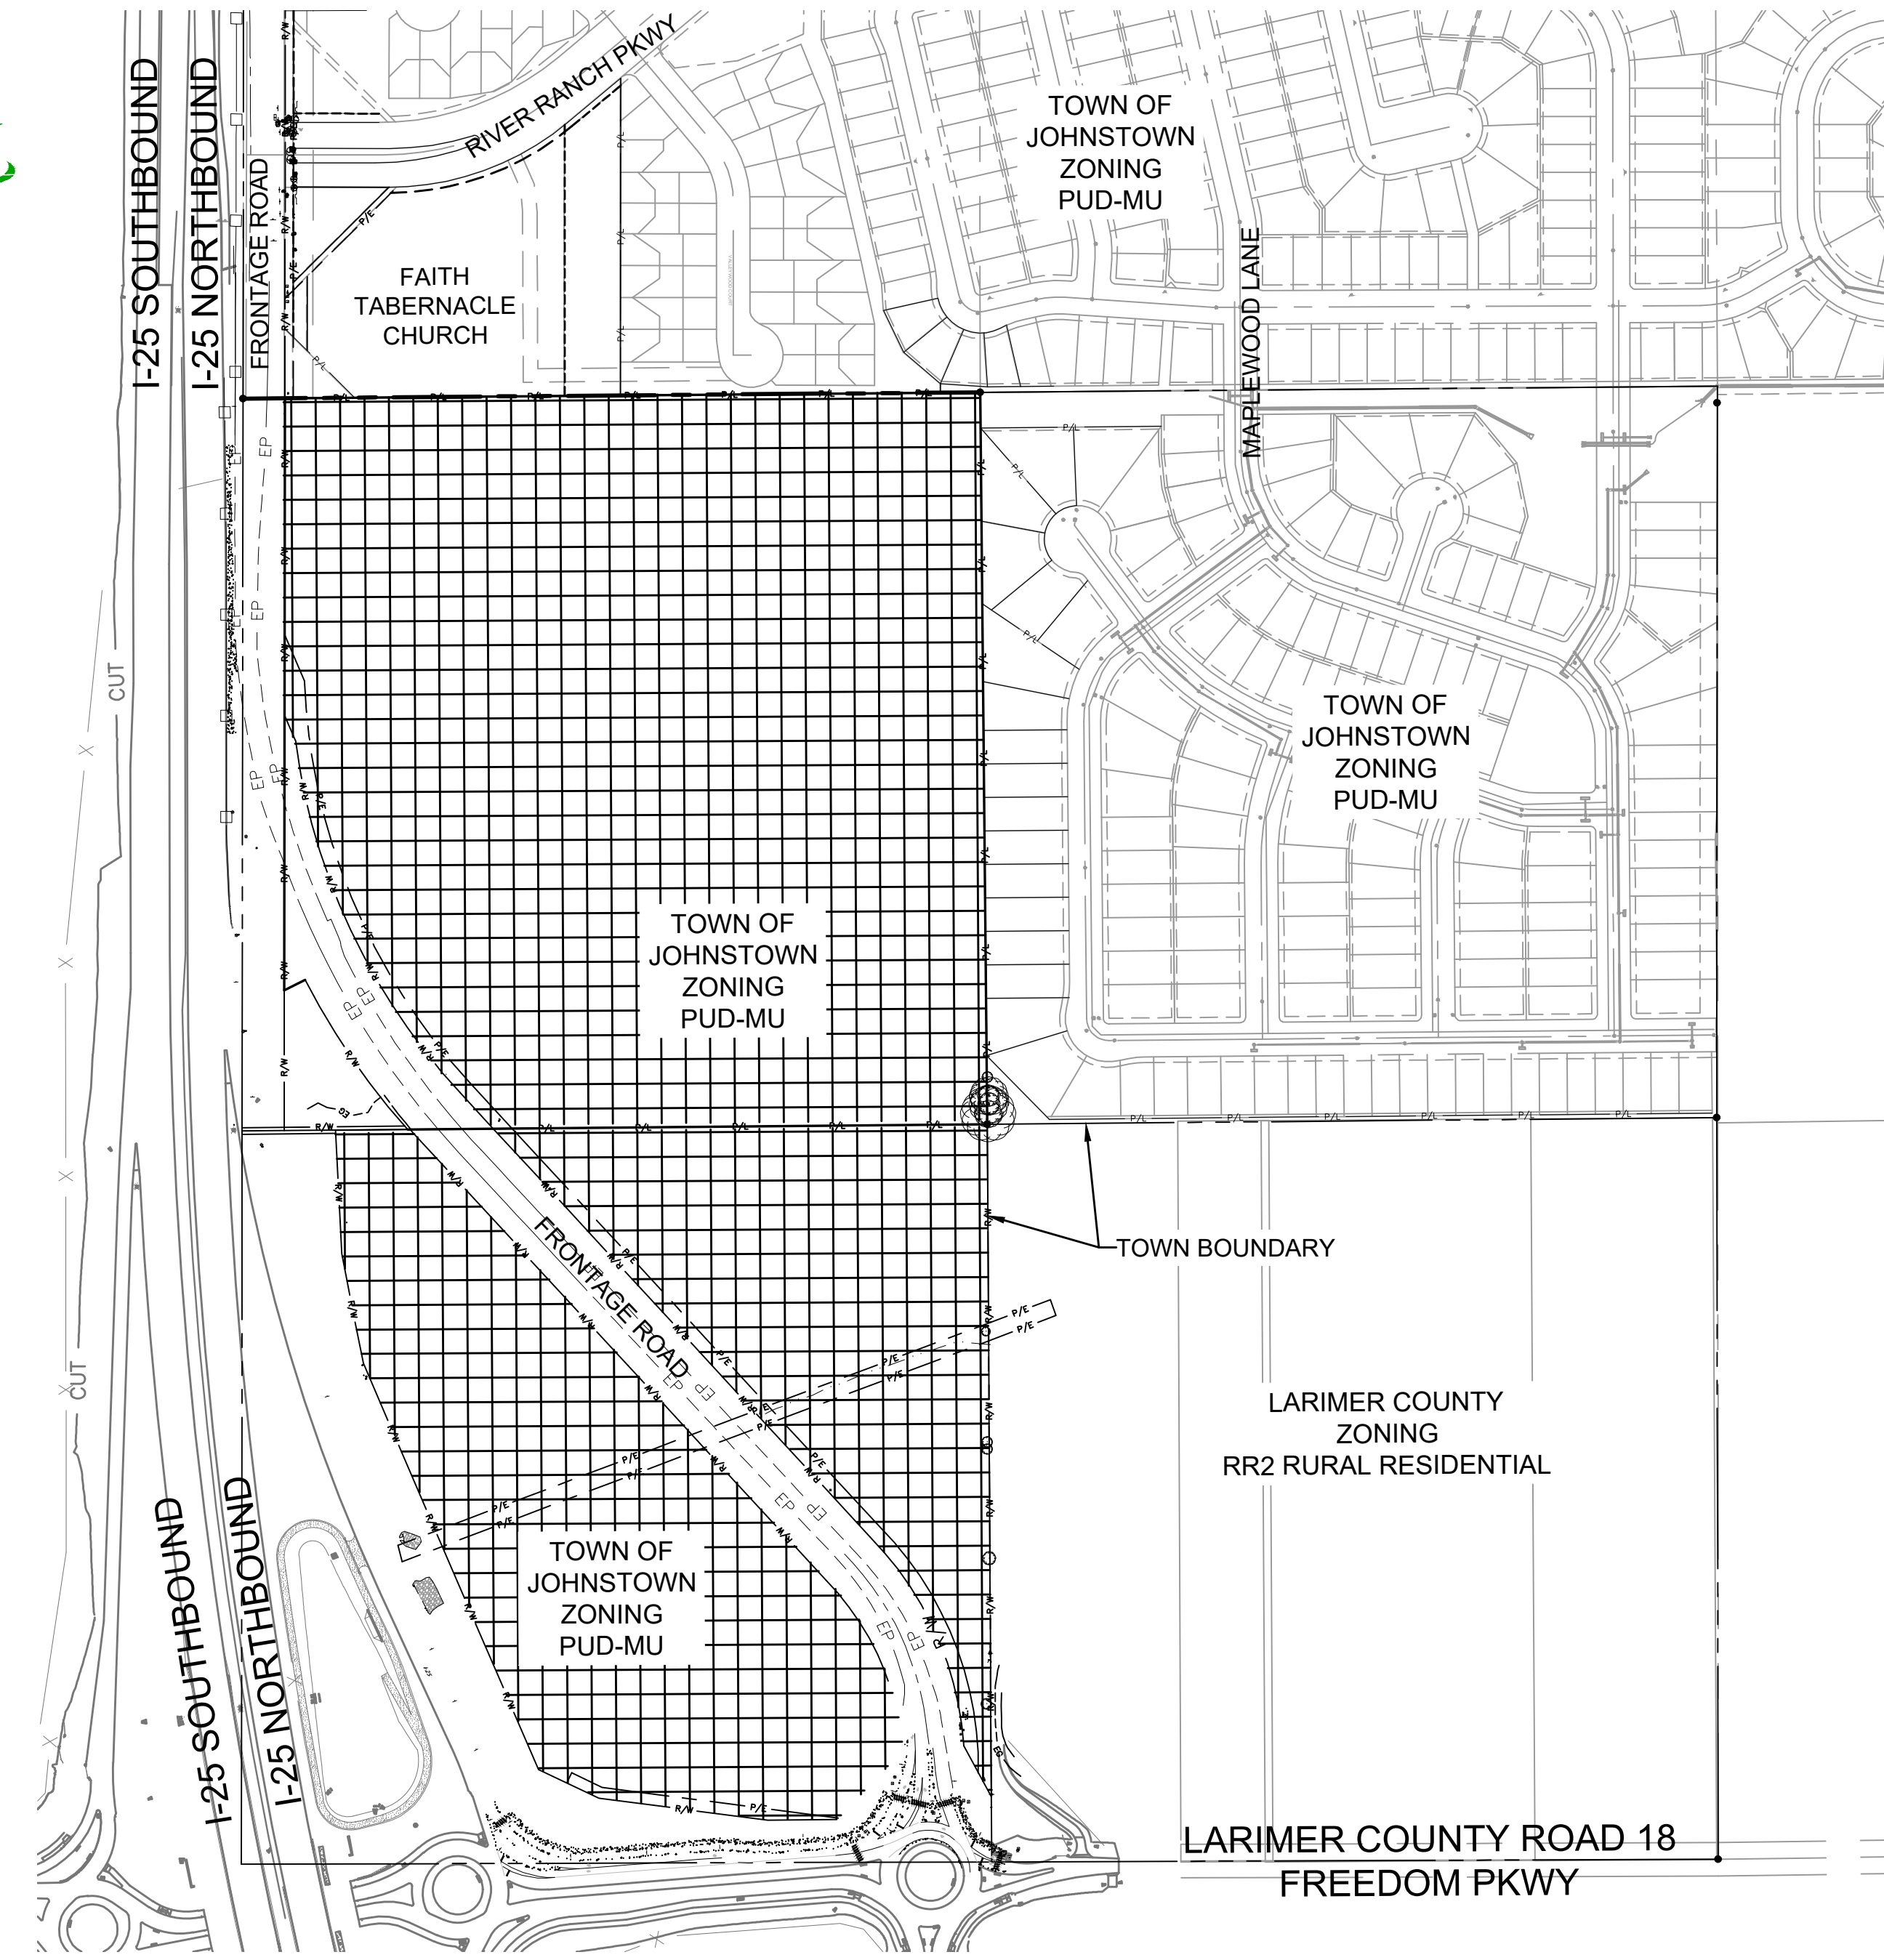 I-25 SOUTHBOUND
I-25 NORTHBOUND
FRONTAGE ROAD
RIVER RANCH PKWY
FAITH
TABERNACLE
CHURCH
TOWN OF
JOHNSTOWN
ZONING
PUD-MU
MAPLEWOOD LANE
TOWN OF
JOHNSTOWN
ZONING
PUD-MU
TOWN OF
JOHNSTOWN
ZONING
PUD-MU
CUT
CUT
R/W
P/L
P/E
EP
EG
FRONTAGE ROAD
TOWN BOUNDARY
LARIMER COUNTY
ZONING
RR2 RURAL RESIDENTIAL
TOWN OF
JOHNSTOWN
ZONING
PUD-MU
I-25 SOUTHBOUND
I-25 NORTHBOUND
LARIMER COUNTY ROAD 18
FREEDOM PKWY